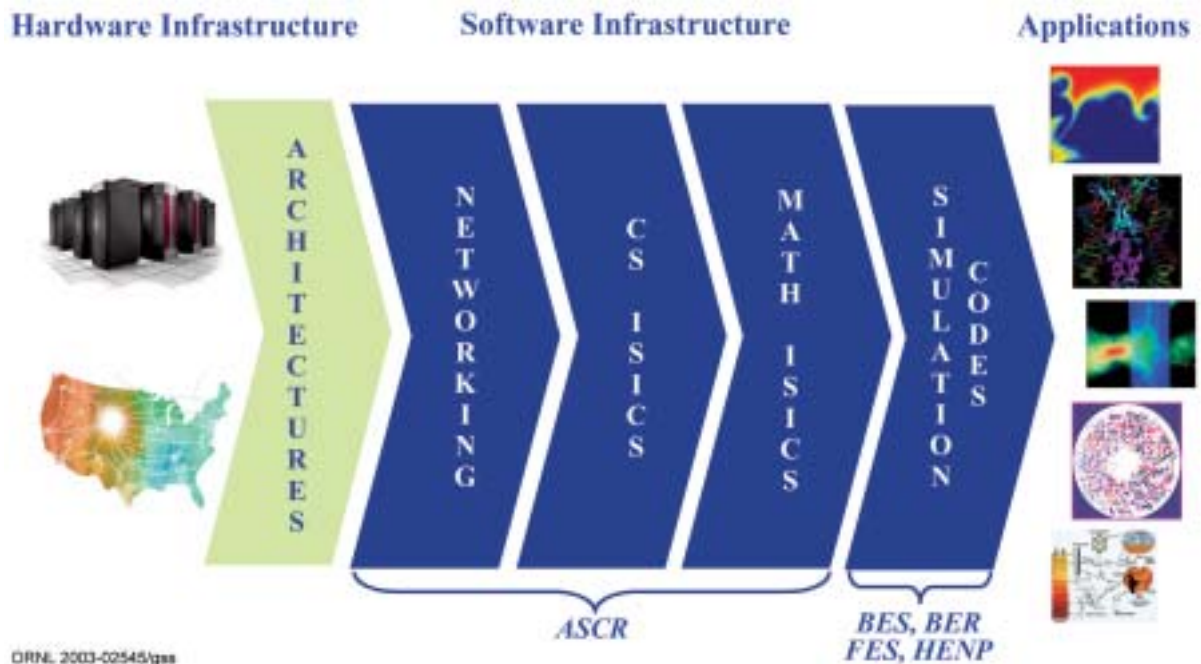 Hardware Infrastructure
Software Infrastructure
Applications
ARCHITECTURES
NETWORKING
CS ISICS
MATH ISICS
SIMULATION
CODES
ASCR
BES, BER
FES, HENP
ORNL 2003-02545/gss